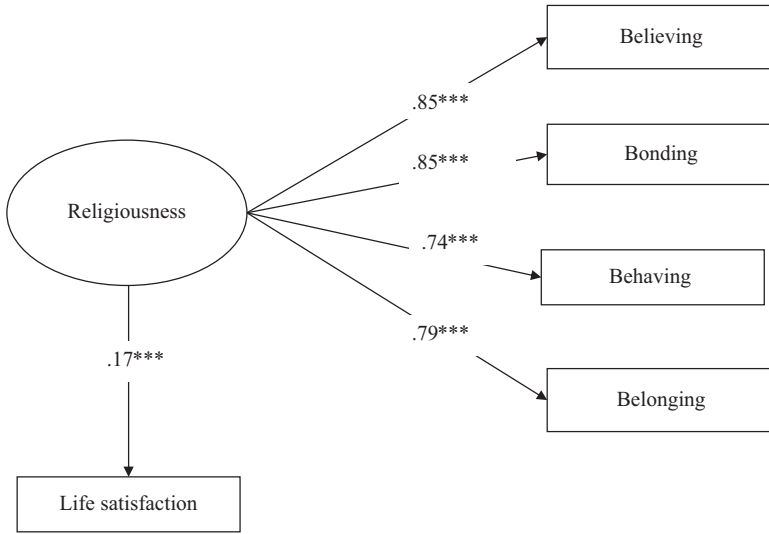 Believing
.85***
Bonding
.85***
Religiousness
.74***
Behaving
.79***
.17***
Belonging
Life satisfaction